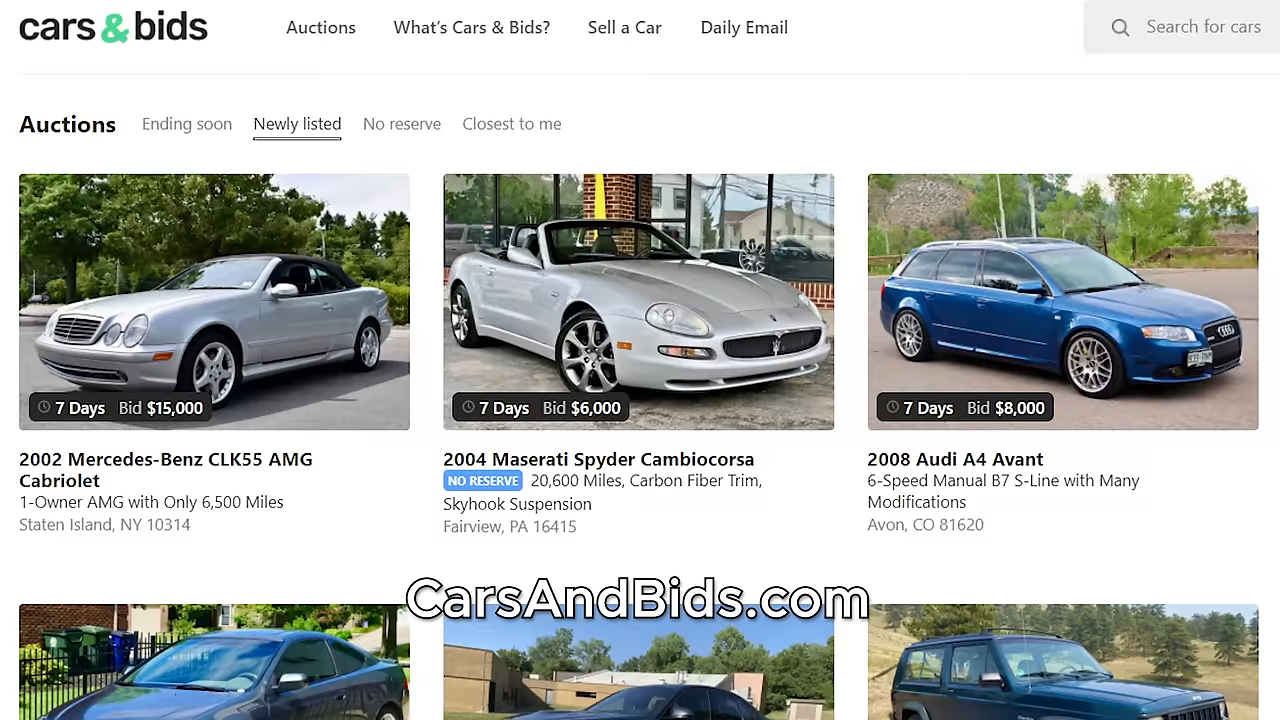 cars & bids
Auctions
What's Cars & Bids?
Sell a Car
Daily Email
Search for cars
Auctions
Ending soon
Newly listed
No reserve
Closest to me
7 Days Bid $15,000
7 Days Bid $6,000
7 Days Bid $8,000
2002 Mercedes-Benz CLK55 AMG
Cabriolet
1-Owner AMG with Only 6,500 Miles
Staten Island, NY 10314
2004 Maserati Spyder Cambiocorsa
NO RESERVE 20,600 Miles, Carbon Fiber Trim,
Skyhook Suspension
Fairview, PA 16415
2008 Audi A4 Avant
6-Speed Manual B7 S-Line with Many
Modifications
Avon, CO 81620
CarsAndBids.com